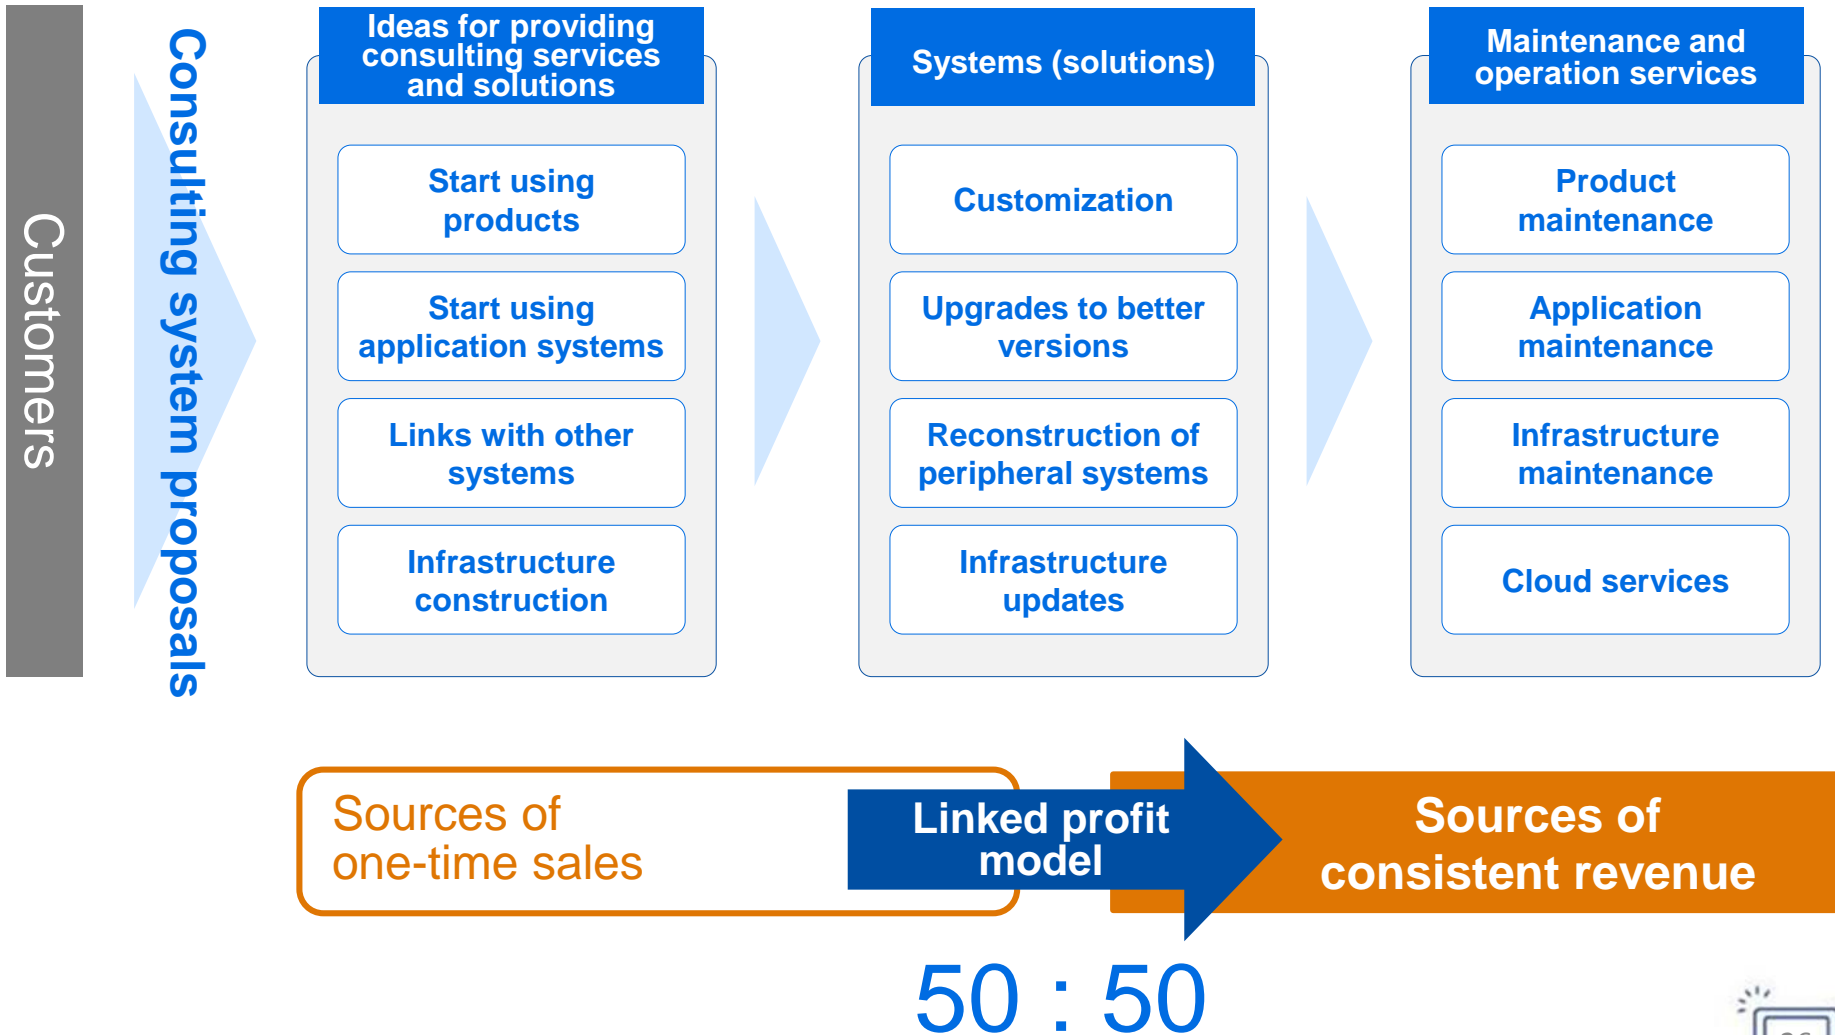 Customers
Consulting system proposals
Ideas for providing
consulting services
and solutions
Start using
products
Start using
application systems
Links with other
systems
Infrastructure
construction
Systems (solutions)
Customization
Upgrades to better
versions
Reconstruction of
peripheral systems
Infrastructure
updates
Maintenance and
operation services
Product
maintenance
Application
maintenance
Infrastructure
maintenance
Cloud services
Sources of
one-time sales
Linked profit
model
Sources of
consistent revenue
50 : 50